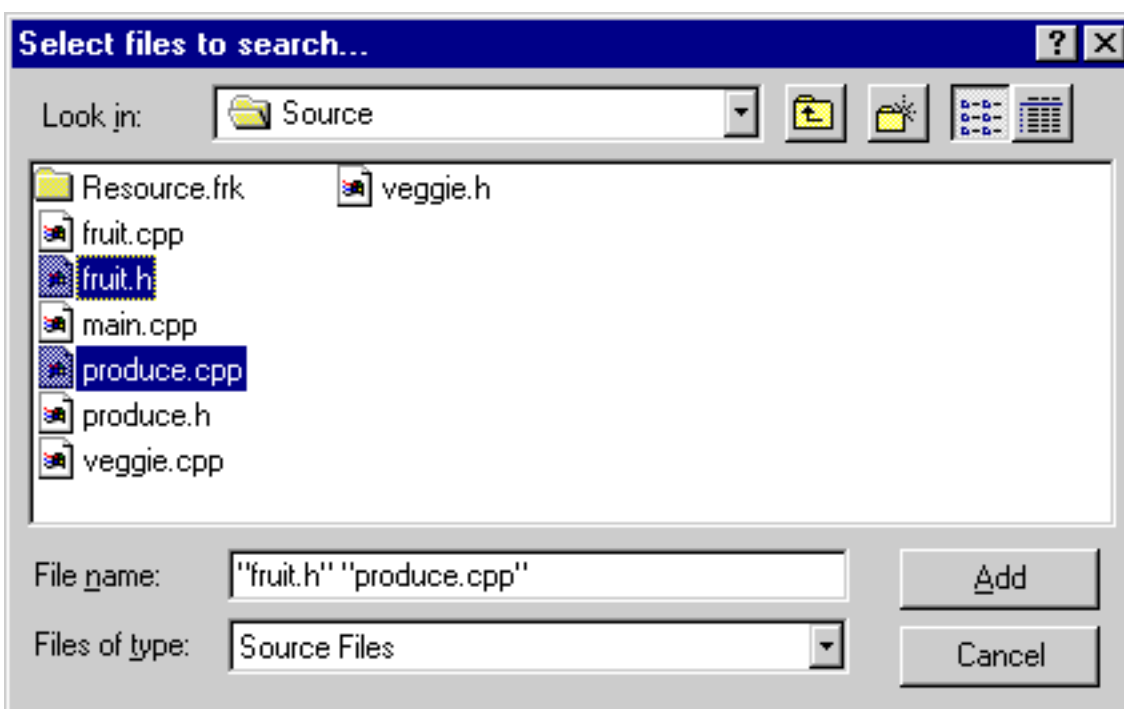 Select files to search...
Look in: Source
Resource.frk veggie.h
fruit.cpp
fruit.h
main.cpp
produce.cpp
produce.h
veggie.cpp
File name: "fruit.h" "produce.cpp" Add
Files of type: Source Files Cancel